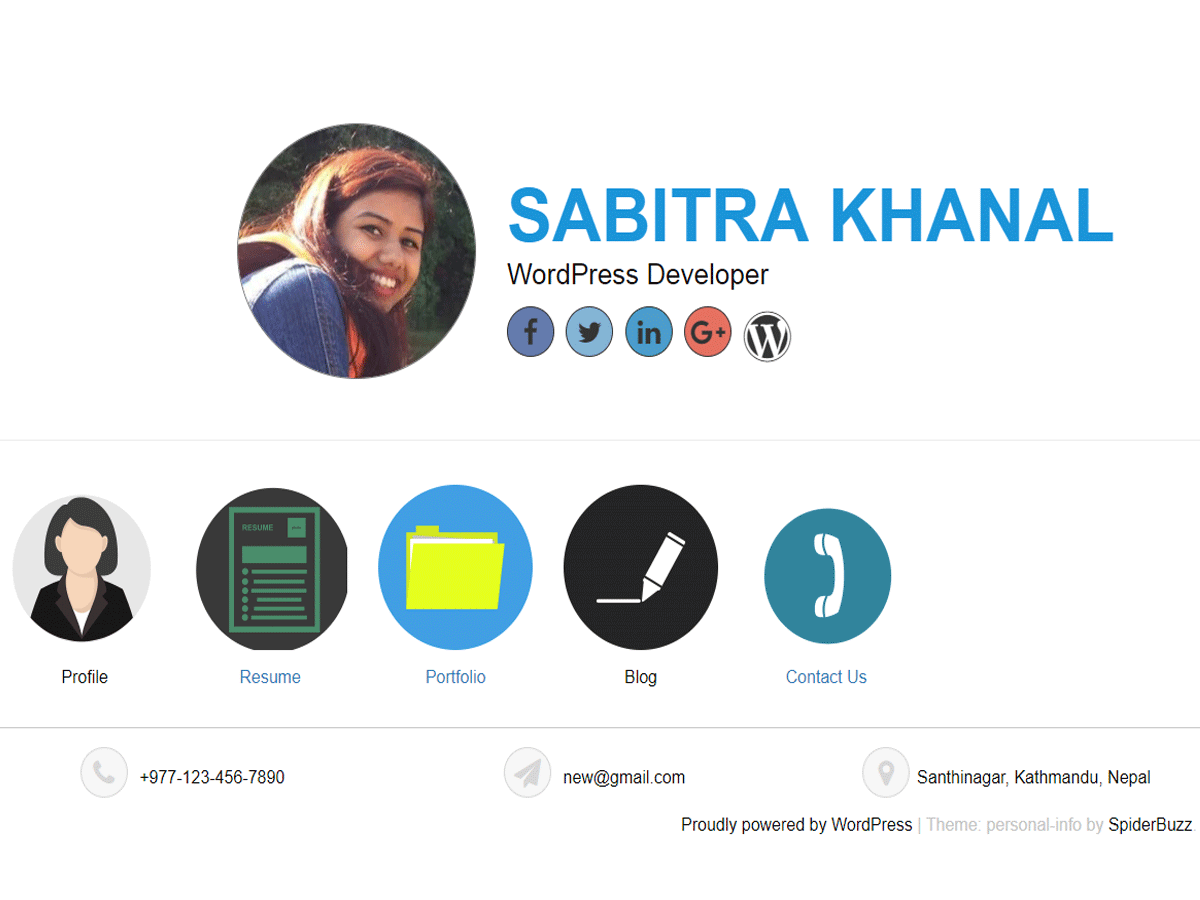 SABITRA KHANAL
WordPress Developer
RESUME
Profile
Resume
Portfolio
Blog
Contact Us
+977-123-456-7890
new@gmail.com
Santhinagar, Kathmandu, Nepal
Proudly powered by WordPress | Theme: personal-info by SpiderBuzz.